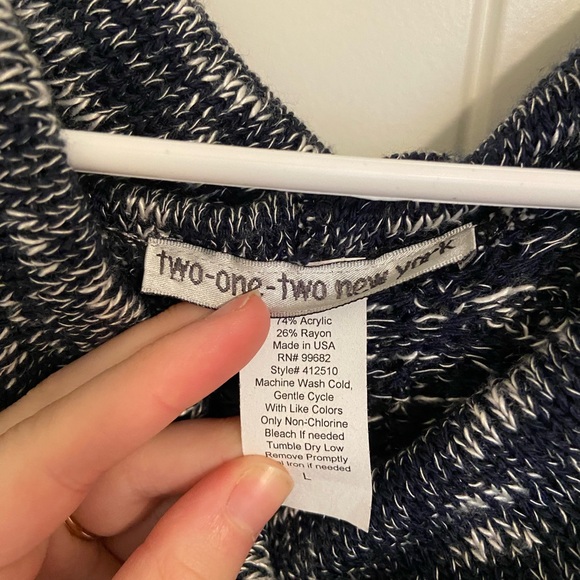 two-one-two new york
74% Acrylic
26% Rayon
Made in USA
RN# 99682
Style# 412510
Machine Wash Cold,
Gentle Cycle
With Like Colors
Only Non-Chlorine
Bleach If needed
Tumble Dry Low
Remove Promptly
Iron if needed
L